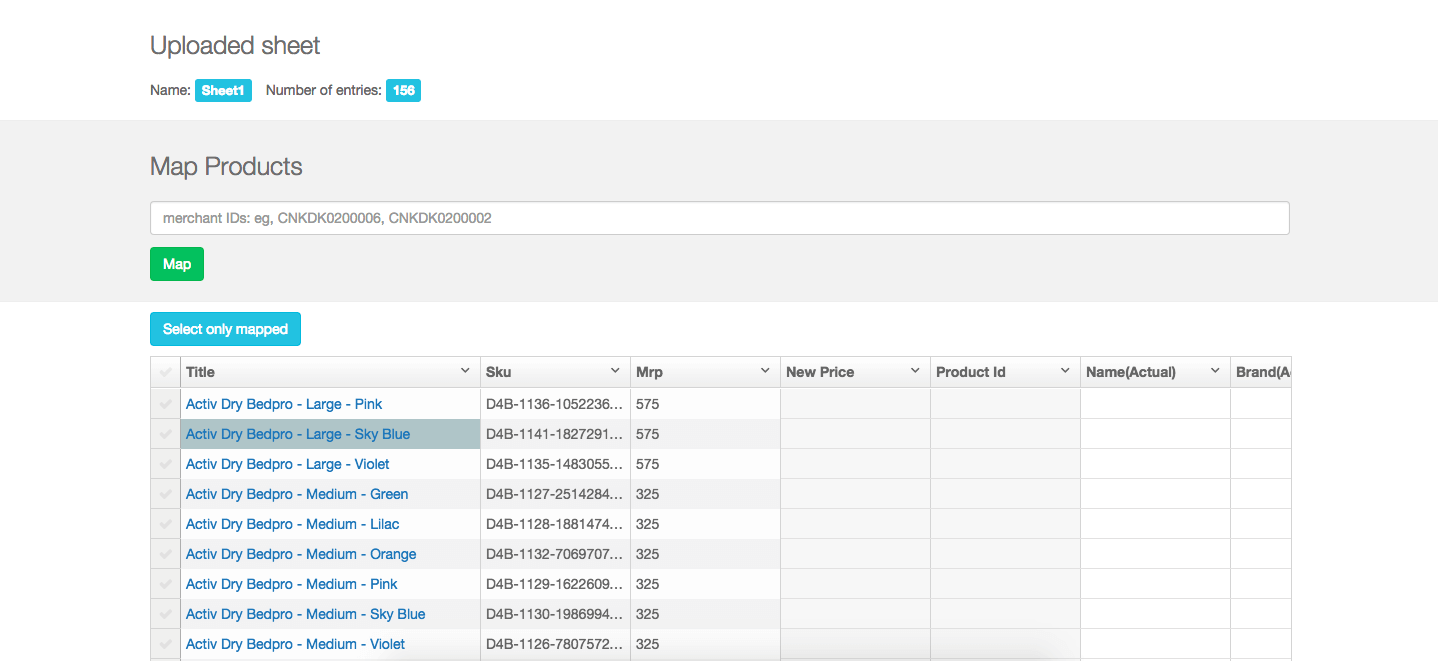 Uploaded sheet
Name: Sheet1 Number of entries: 156
Map Products
merchant IDs: eg, CNKDK0200006, CNKDK0200002
Map
Select only mapped
Title Sku Mrp New Price Product Id Name(Actual) Brand(A
Activ Dry Bedpro - Large - Pink D4B-1136-1052236... 575
Activ Dry Bedpro - Large - Sky Blue D4B-1141-1827291... 575
Activ Dry Bedpro - Large - Violet D4B-1135-1483055... 575
Activ Dry Bedpro - Medium - Green D4B-1127-2514284... 325
Activ Dry Bedpro - Medium - Lilac D4B-1128-1881474... 325
Activ Dry Bedpro - Medium - Orange D4B-1132-7069707... 325
Activ Dry Bedpro - Medium - Pink D4B-1129-1622609... 325
Activ Dry Bedpro - Medium - Sky Blue D4B-1130-1986994... 325
Activ Dry Bedpro - Medium - Violet D4B-1126-7807572... 325